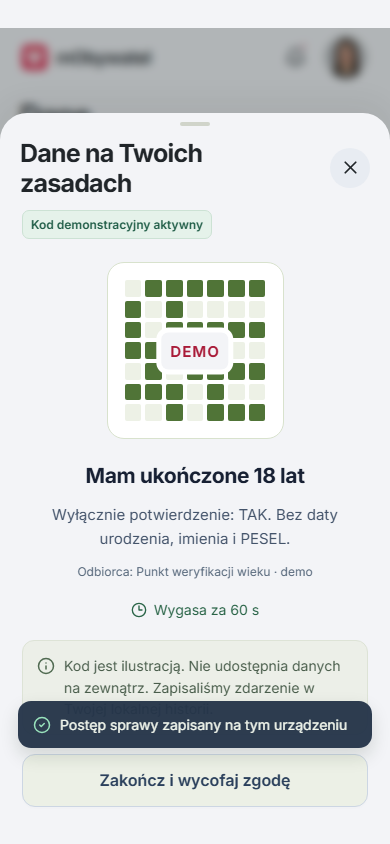 mObywatel
Dane na Twoich
zasadach
Kod demonstracyjny aktywny
DEMO
Mam ukończone 18 lat
Wyłącznie potwierdzenie: TAK. Bez daty
urodzenia, imienia i PESEL.
Odbiorca: Punkt weryfikacji wieku · demo
Wygasa za 60 s
Kod jest ilustracją. Nie udostępnia danych
na zewnątrz. Zapisaliśmy zdarzenie w
Postęp sprawy zapisany na tym urządzeniu
Zakończ i wycofaj zgodę